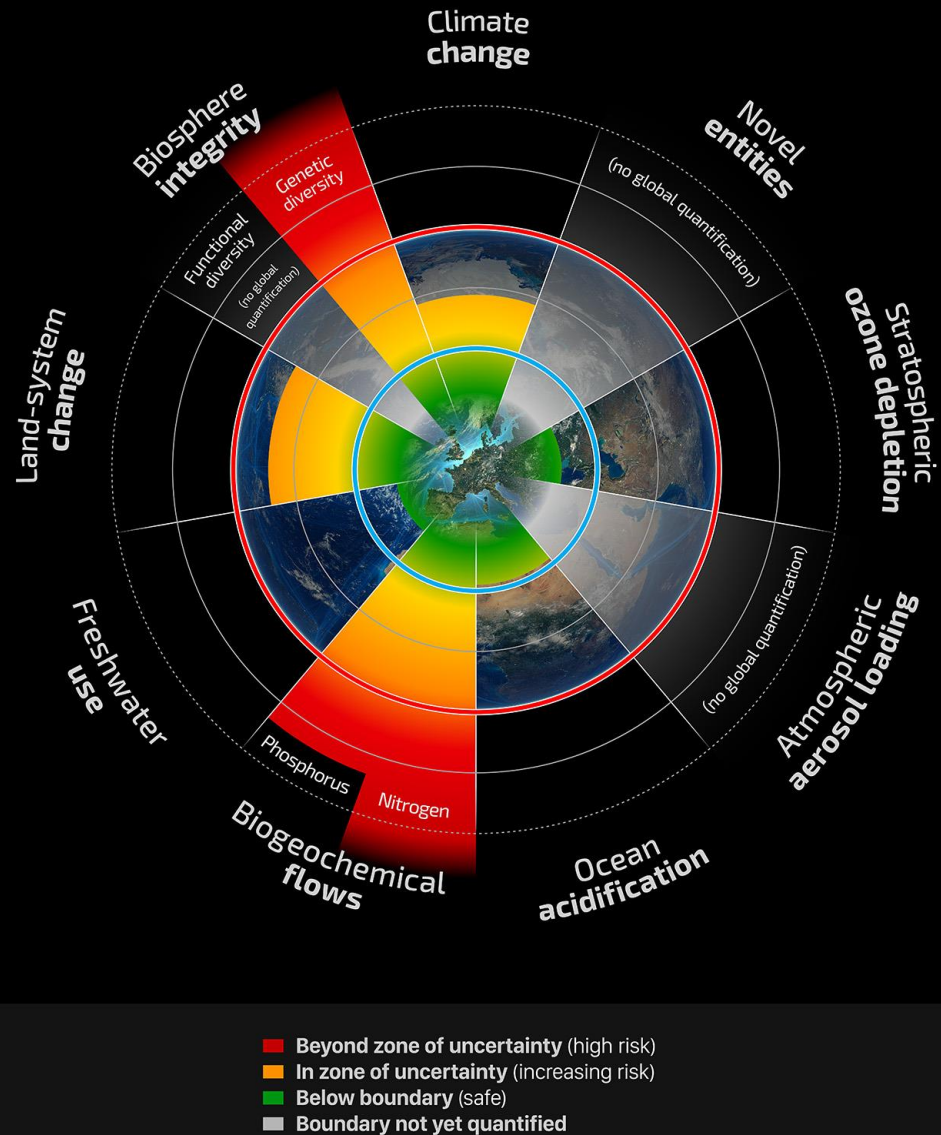 Climate
change
Novel
entities
(no global quantification)
Stratospheric
ozone depletion
Atmospheric
aerosol loading
(no global quantification)
Ocean
acidification
Biogeochemical
flows
Phosphorus
Nitrogen
Freshwater
use
Land-system
change
Biosphere
integrity
Functional
diversity
(no global
quantification)
Genetic
diversity
Beyond zone of uncertainty (high risk)
In zone of uncertainty (increasing risk)
Below boundary (safe)
Boundary not yet quantified